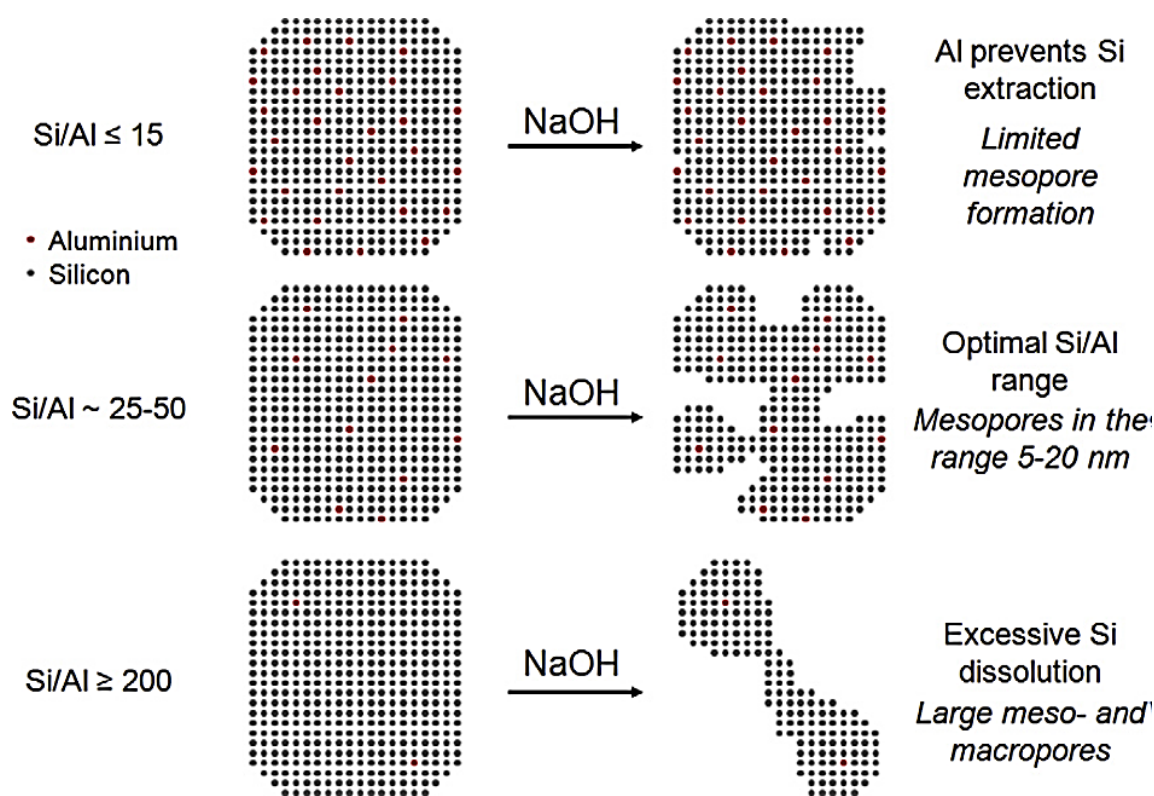 Si/Al ≤ 15
NaOH
Al prevents Si
extraction
Limited
mesopore
formation
Aluminium
Silicon
Si/Al ~ 25-50
NaOH
Optimal Si/Al
range
Mesopores in the
range 5-20 nm
Si/Al ≥ 200
NaOH
Excessive Si
dissolution
Large meso- and
macropores